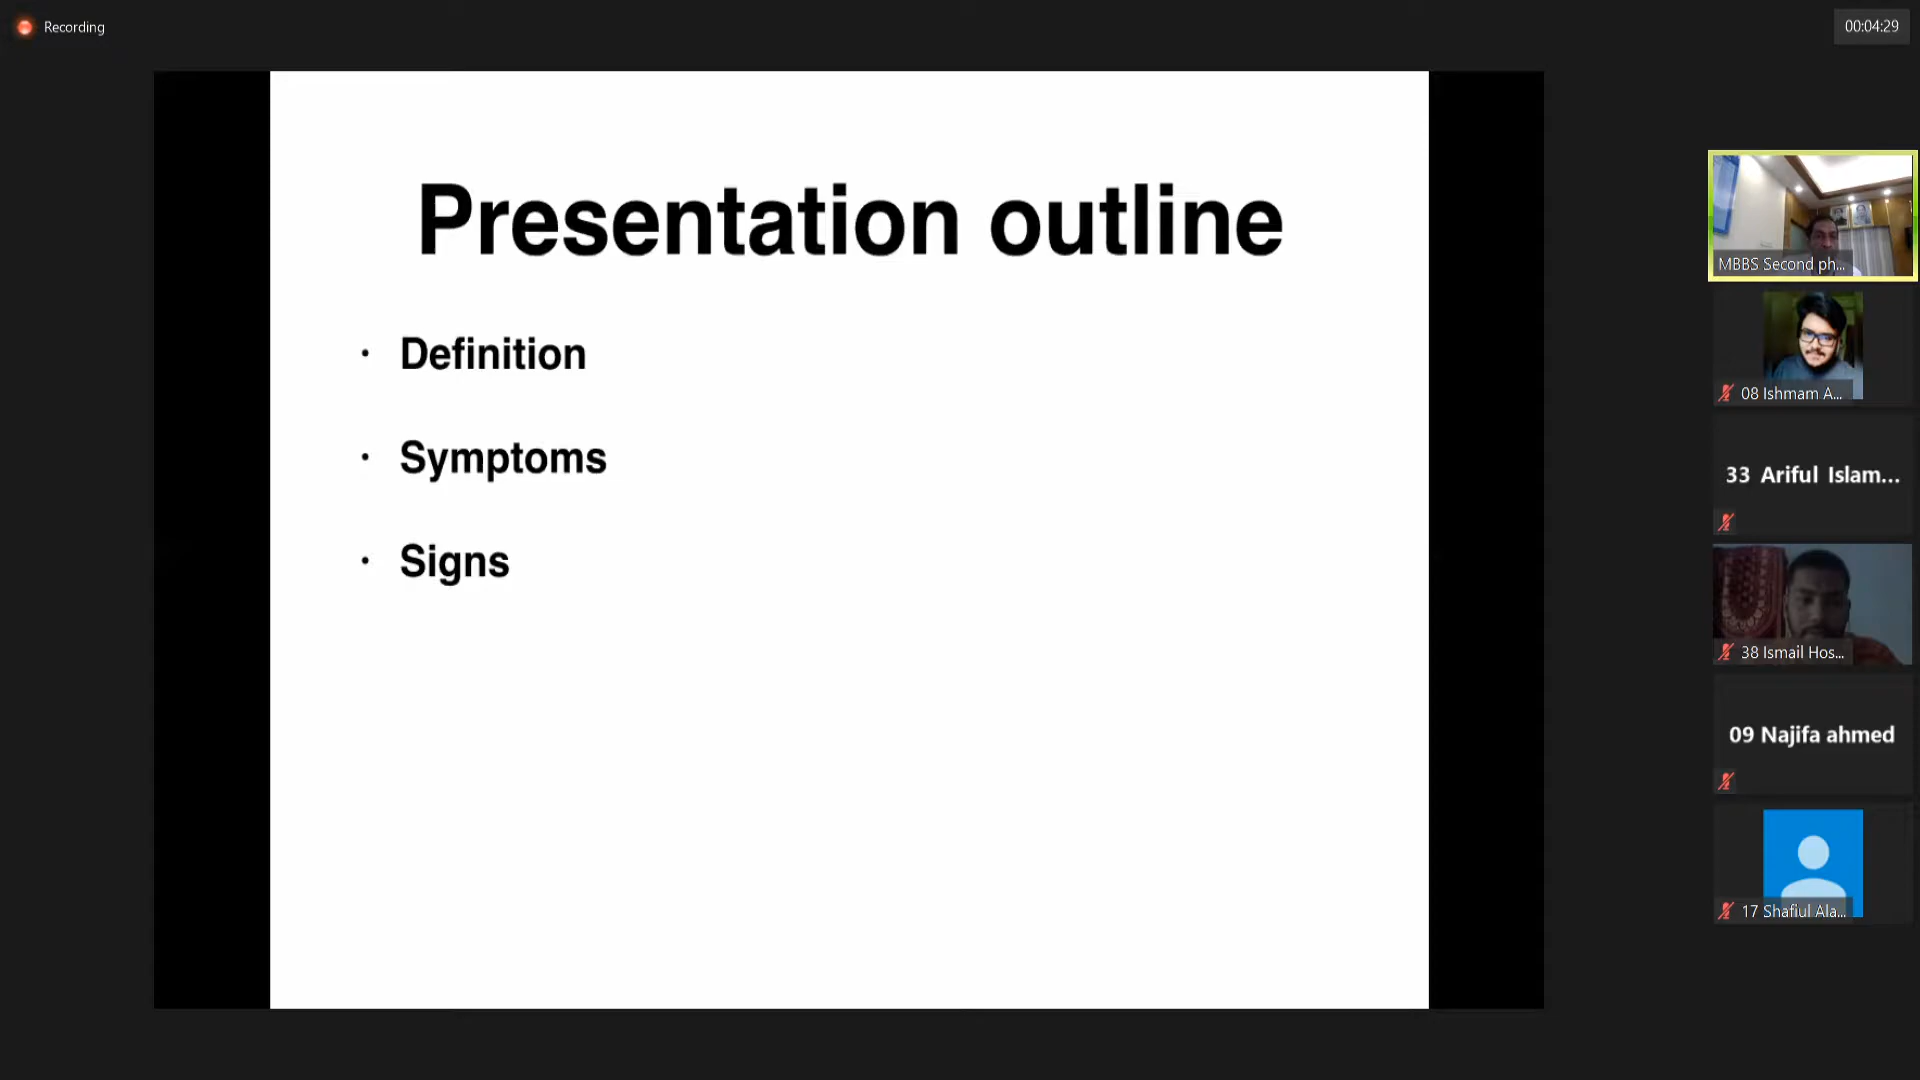 Recording
00:04:29
Presentation outline
· Definition
· Symptoms
· Signs
MBBS Second ph...
08 Ishmam A...
33 Ariful Islam...
38 Ismail Hos...
09 Najifa ahmed
17 Shafiul Ala...